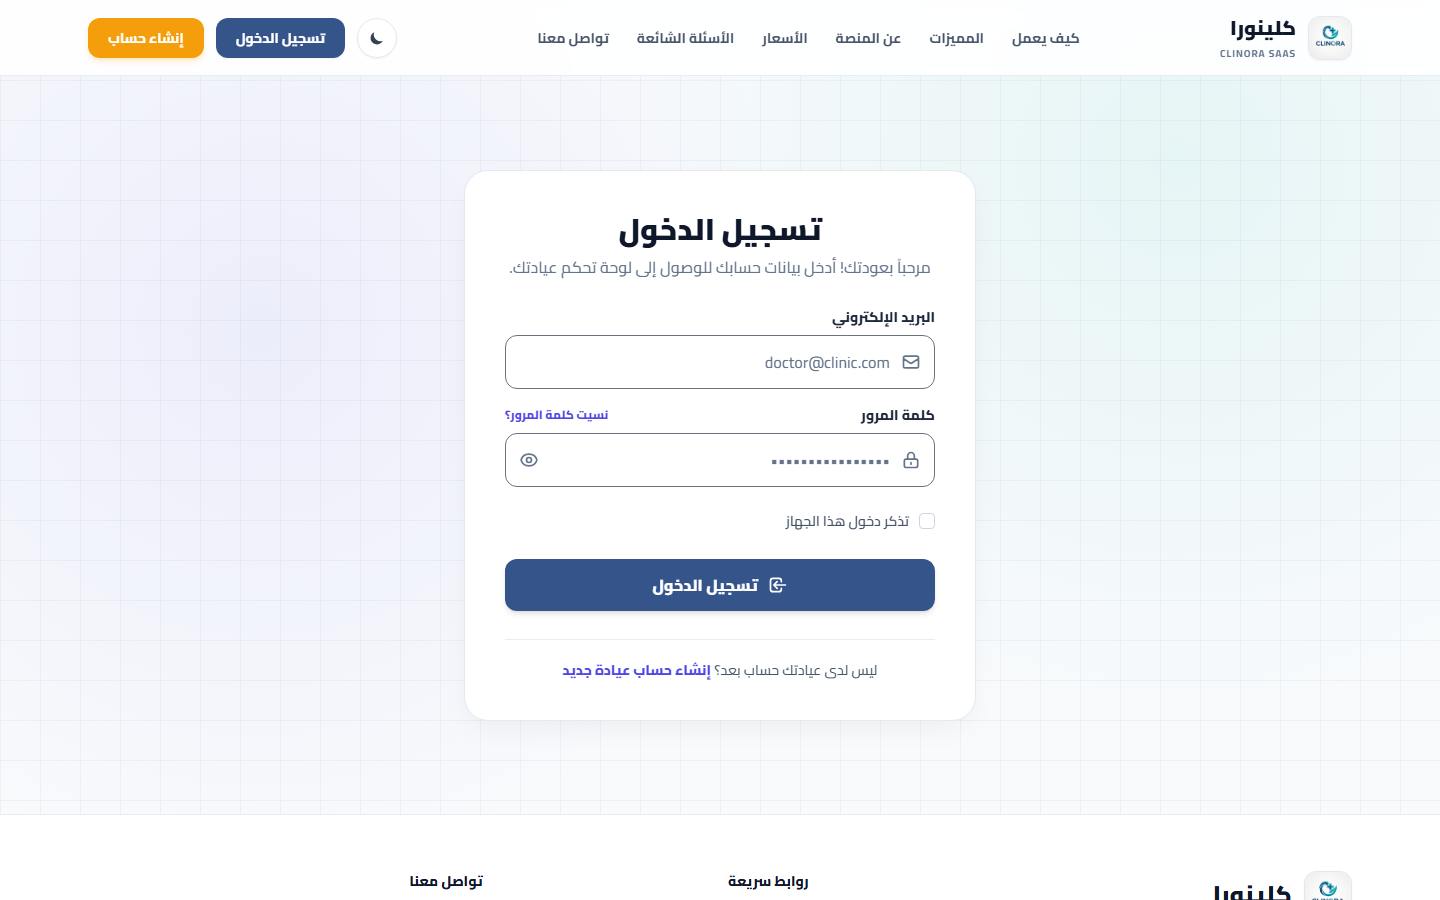 كلينورا
CLINORA SAAS
CLINORA
كيف يعمل
المميزات
عن المنصة
الأسعار
الأسئلة الشائعة
تواصل معنا
تسجيل الدخول
إنشاء حساب
تسجيل الدخول
مرحباً بعودتك! أدخل بيانات حسابك للوصول إلى لوحة تحكم عيادتك.
البريد الإلكتروني
doctor@clinic.com
كلمة المرور
نسيت كلمة المرور؟
تذكر دخول هذا الجهاز
تسجيل الدخول
ليس لدى عيادتك حساب بعد؟ إنشاء حساب عيادة جديد
كلينورا
روابط سريعة
تواصل معنا